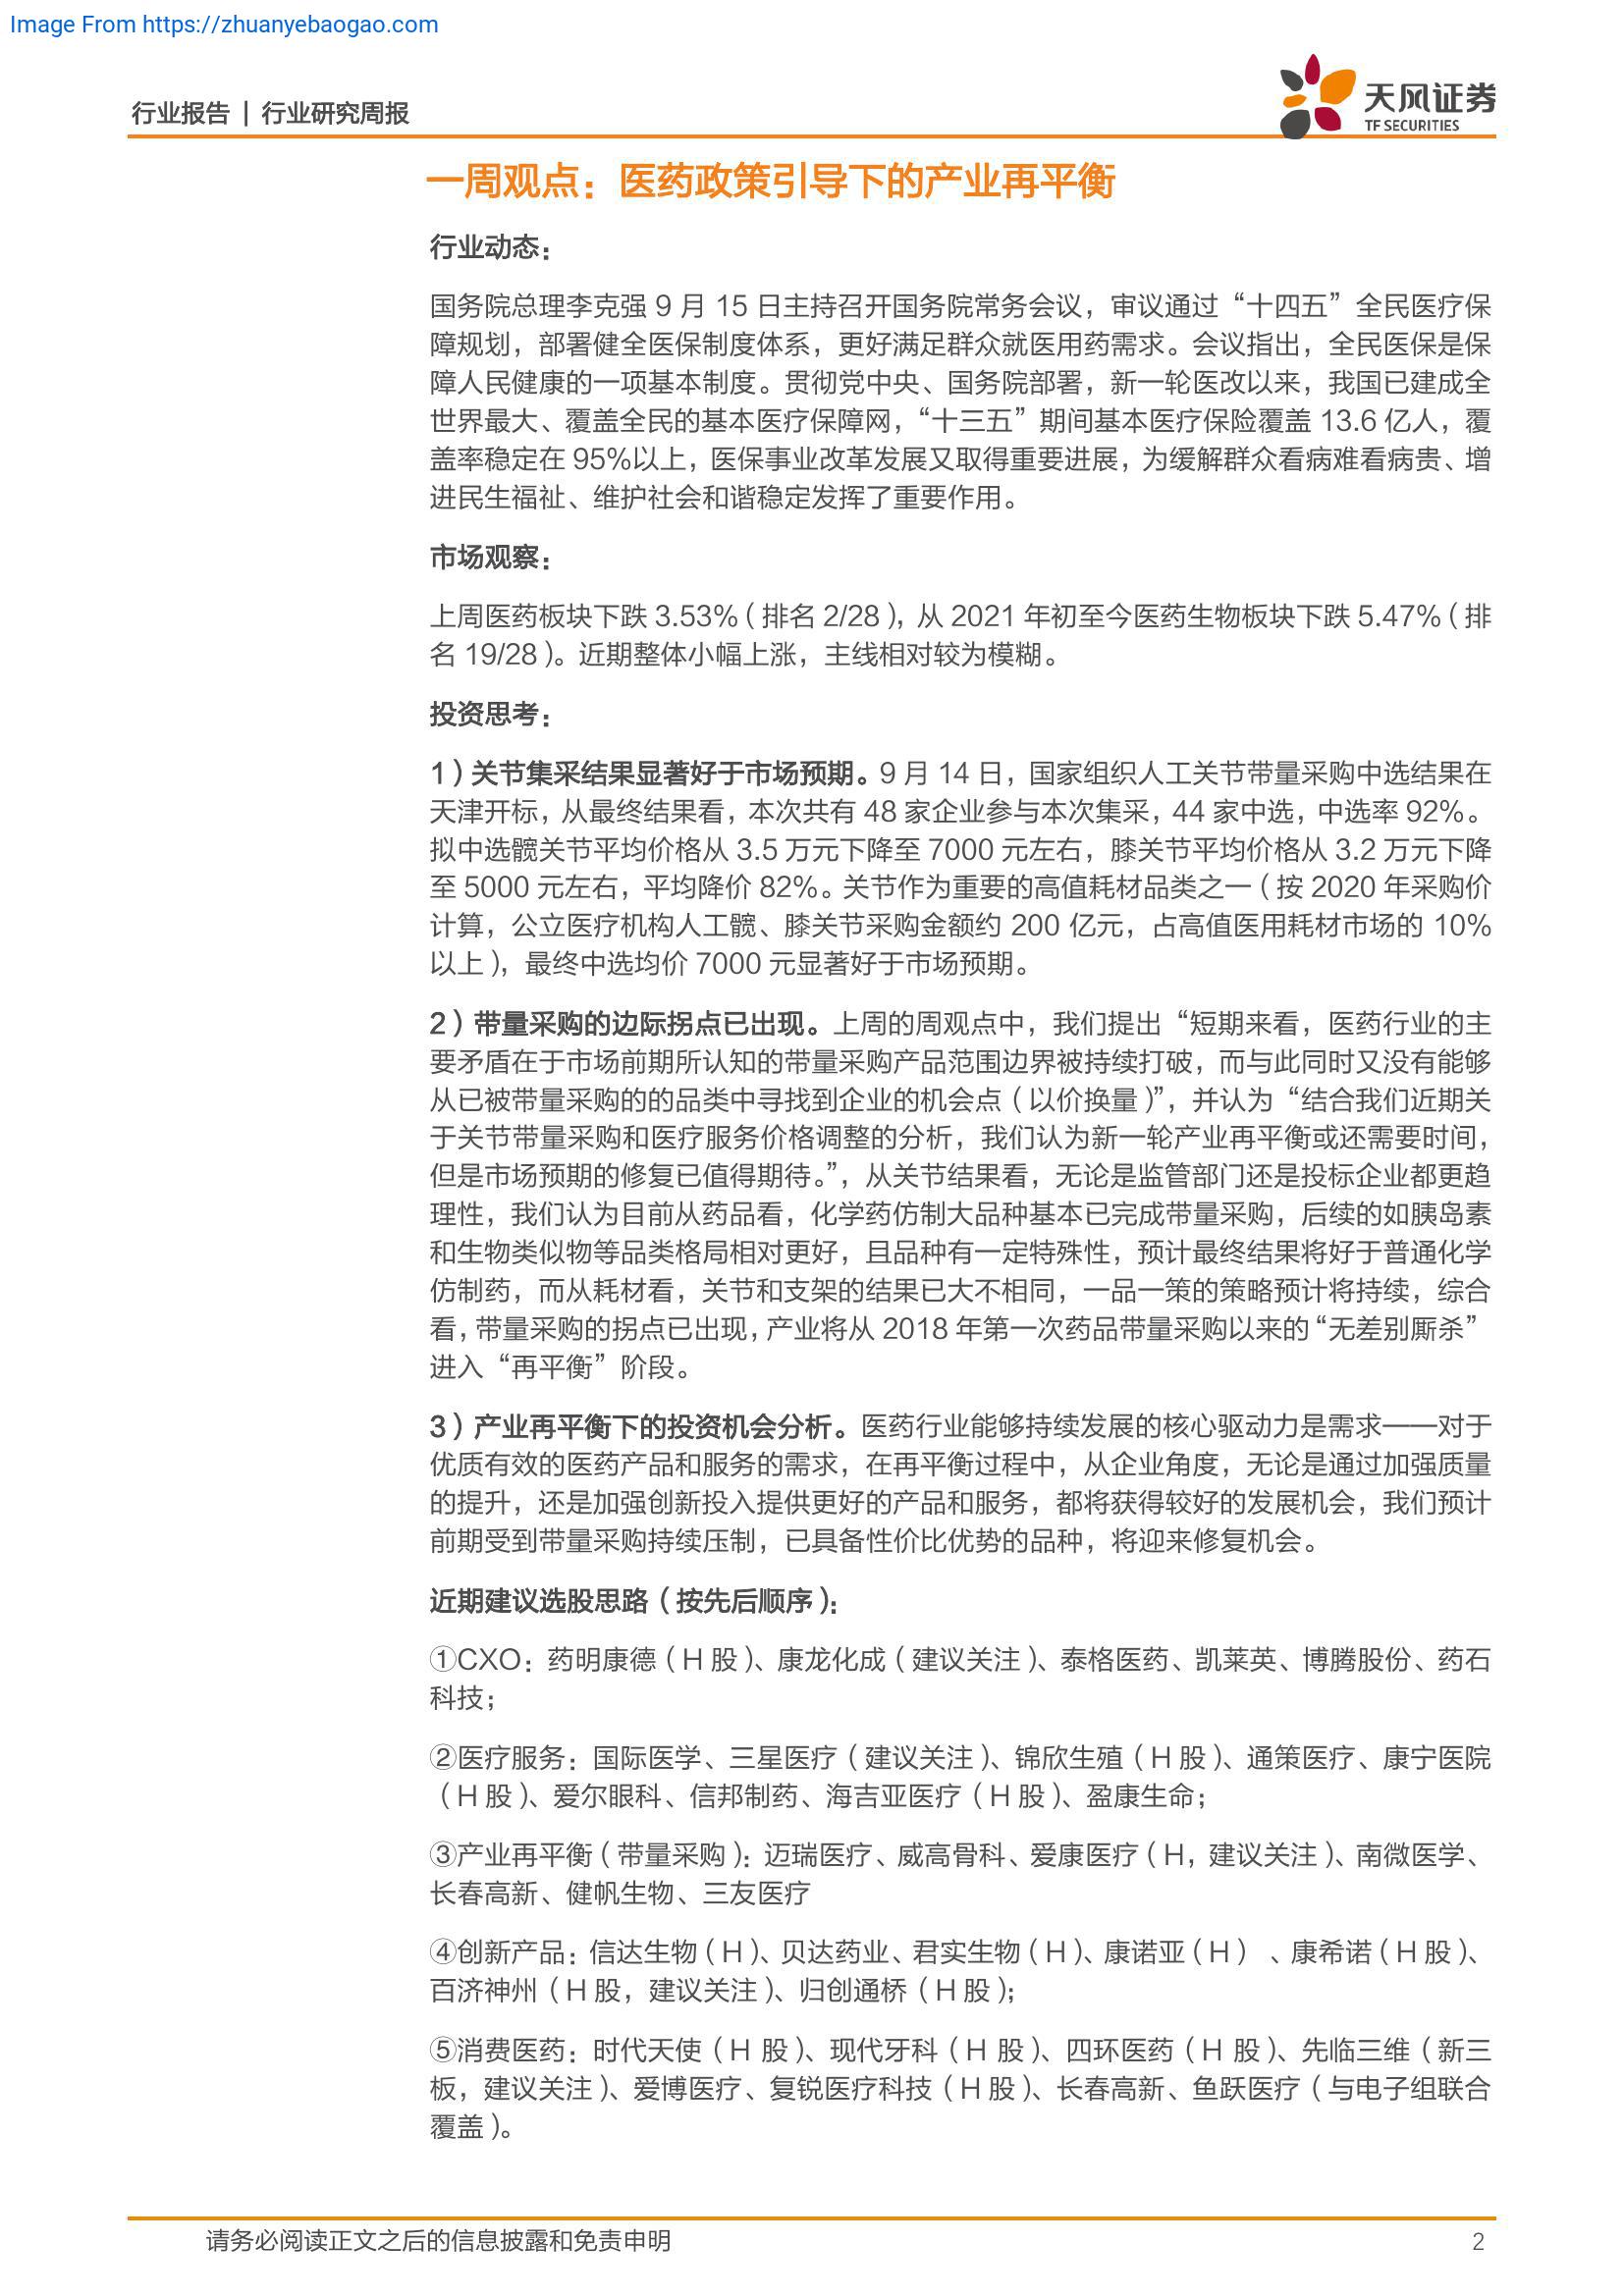 Image From https://zhuanyebaogao.com
行业报告 | 行业研究周报
天风证券
TF SECURITIES
一周观点：医药政策引导下的产业再平衡
行业动态：
国务院总理李克强 9 月 15 日主持召开国务院常务会议，审议通过“十四五”全民医疗保
障规划，部署健全医保制度体系，更好满足群众就医用药需求。会议指出，全民医保是保
障人民健康的一项基本制度。贯彻党中央、国务院部署，新一轮医改以来，我国已建成全
世界最大、覆盖全民的基本医疗保障网，“十三五”期间基本医疗保险覆盖 13.6 亿人，覆
盖率稳定在 95%以上，医保事业改革发展又取得重要进展，为缓解群众看病难看病贵、增
进民生福祉、维护社会和谐稳定发挥了重要作用。
市场观察：
上周医药板块下跌 3.53%（排名 2/28），从 2021 年初至今医药生物板块下跌 5.47%（排
名 19/28）。近期整体小幅上涨，主线相对较为模糊。
投资思考：
1）关节集采结果显著好于市场预期。9 月 14 日，国家组织人工关节带量采购中选结果在
天津开标，从最终结果看，本次共有 48 家企业参与本次集采，44 家中选，中选率 92%。
拟中选髋关节平均价格从 3.5 万元下降至 7000 元左右，膝关节平均价格从 3.2 万元下降
至 5000 元左右，平均降价 82%。关节作为重要的高值耗材品类之一（按 2020 年采购价
计算，公立医疗机构人工髋、膝关节采购金额约 200 亿元，占高值医用耗材市场的 10%
以上），最终中选均价 7000 元显著好于市场预期。
2）带量采购的边际拐点已出现。上周的周观点中，我们提出“短期来看，医药行业的主
要矛盾在于市场前期所认知的带量采购产品范围边界被持续打破，而与此同时又没有能够
从已被带量采购的的品类中寻找到企业的机会点（以价换量）”，并认为“结合我们近期关
于关节带量采购和医疗服务价格调整的分析，我们认为新一轮产业再平衡或还需要时间，
但是市场预期的修复已值得期待。”，从关节结果看，无论是监管部门还是投标企业都更趋
理性，我们认为目前从药品看，化学药仿制大品种基本已完成带量采购，后续的如胰岛素
和生物类似物等品类格局相对更好，且品种有一定特殊性，预计最终结果将好于普通化学
仿制药，而从耗材看，关节和支架的结果已大不相同，一品一策的策略预计将持续，综合
看，带量采购的拐点已出现，产业将从 2018 年第一次药品带量采购以来的“无差别厮杀”
进入“再平衡”阶段。
3）产业再平衡下的投资机会分析。医药行业能够持续发展的核心驱动力是需求——对于
优质有效的医药产品和服务的需求，在再平衡过程中，从企业角度，无论是通过加强质量
的提升，还是加强创新投入提供更好的产品和服务，都将获得较好的发展机会，我们预计
前期受到带量采购持续压制，已具备性价比优势的品种，将迎来修复机会。
近期建议选股思路（按先后顺序）：
①CXO：药明康德（H 股）、康龙化成（建议关注）、泰格医药、凯莱英、博腾股份、药石
科技；
②医疗服务：国际医学、三星医疗（建议关注）、锦欣生殖（H 股）、通策医疗、康宁医院
（H 股）、爱尔眼科、信邦制药、海吉亚医疗（H 股）、盈康生命；
③产业再平衡（带量采购）：迈瑞医疗、威高骨科、爱康医疗（H，建议关注）、南微医学、
长春高新、健帆生物、三友医疗
④创新产品：信达生物（H）、贝达药业、君实生物（H）、康诺亚（H） 、康希诺（H 股）、
百济神州（H 股，建议关注）、归创通桥（H 股）；
⑤消费医药：时代天使（H 股）、现代牙科（H 股）、四环医药（H 股）、先临三维（新三
板，建议关注）、爱博医疗、复锐医疗科技（H 股）、长春高新、鱼跃医疗（与电子组联合
覆盖）。
请务必阅读正文之后的信息披露和免责申明
2